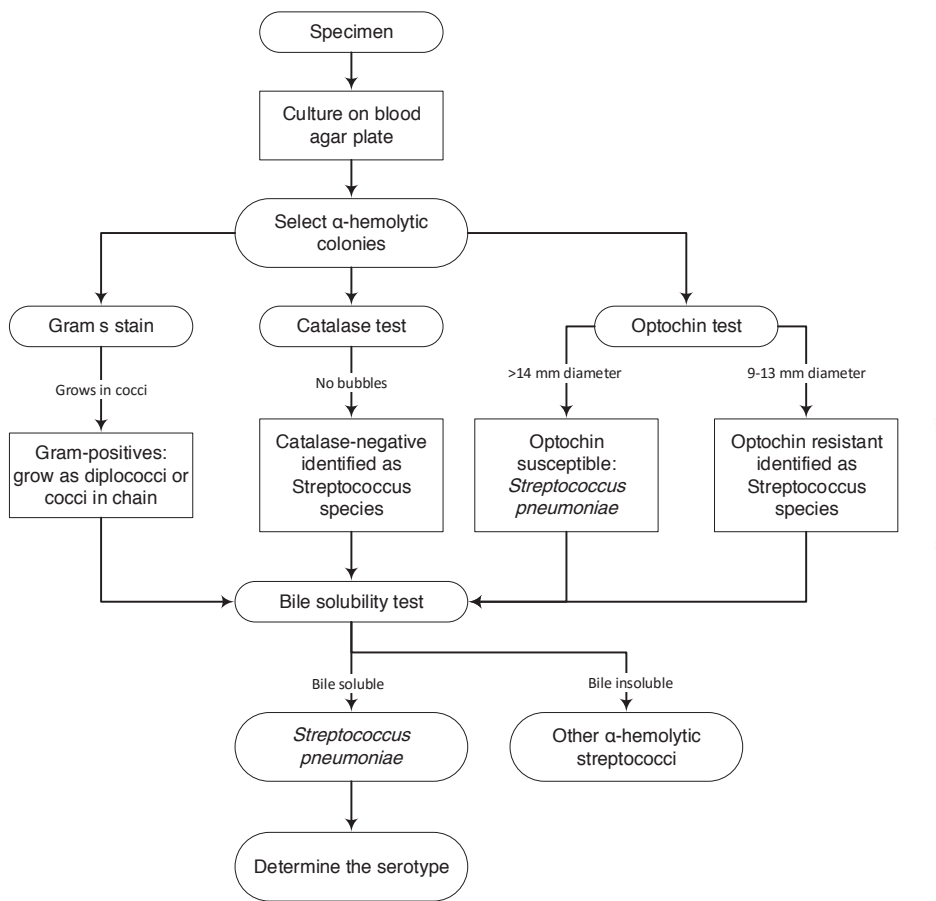 Specimen
Culture on blood
agar plate
Select α-hemolytic
colonies
Gram s stain
Catalase test
Optochin test
Grows in cocci
No bubbles
>14 mm diameter
9-13 mm diameter
Gram-positives:
grow as diplococci or
cocci in chain
Catalase-negative
identified as
Streptococcus
species
Optochin
susceptible:
Streptococcus
pneumoniae
Optochin resistant
identified as
Streptococcus
species
Bile solubility test
Bile soluble
Bile insoluble
Streptococcus
pneumoniae
Other α-hemolytic
streptococci
Determine the serotype